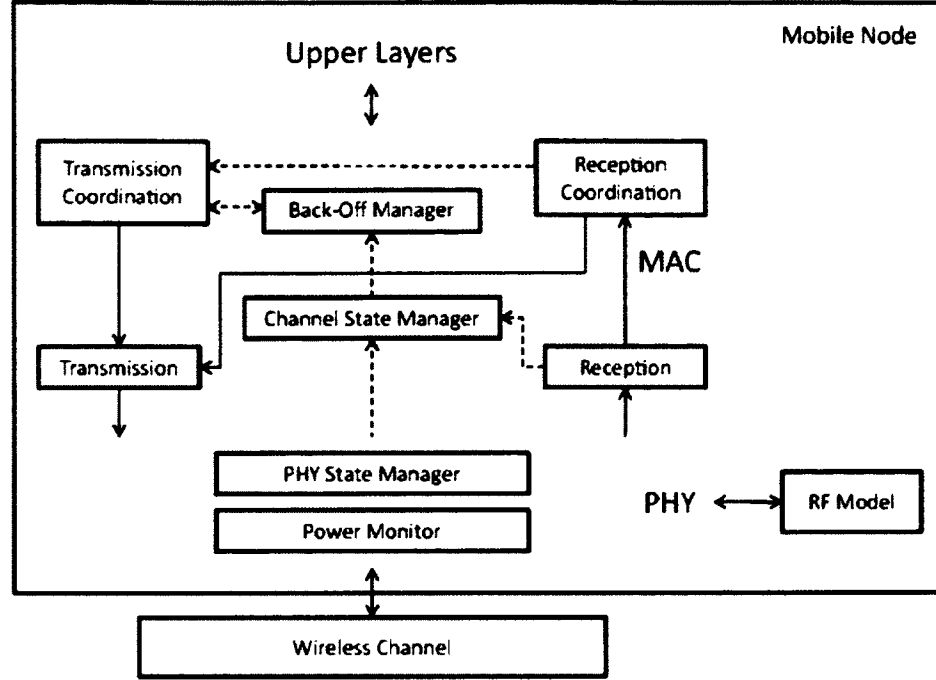 Mobile Node
Upper Layers
Transmission
Coordination
Reception
Coordination
Back-Off Manager
MAC
Channel State Manager
Transmission
Reception
PHY State Manager
PHY
RF Model
Power Monitor
Wireless Channel